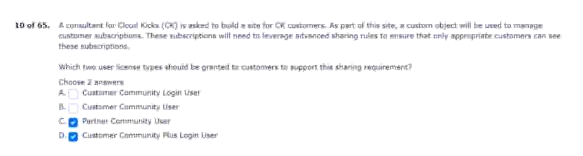 10 of 65. A consultant for Cloud Kicks (CK) is asked to build a site for CK customers. As part of this site, a custom object will be used to manage
customer subscriptions. These subscriptions will need to leverage advanced sharing rules to ensure that only appropriate customers can see
these subscriptions.
Which two user license types should be granted to customers to support this sharing requirement?
Choose 2 answers
A. Customer Community Login User
B. Customer Community User
C. Partner Community User
D. Customer Community Plus Login User